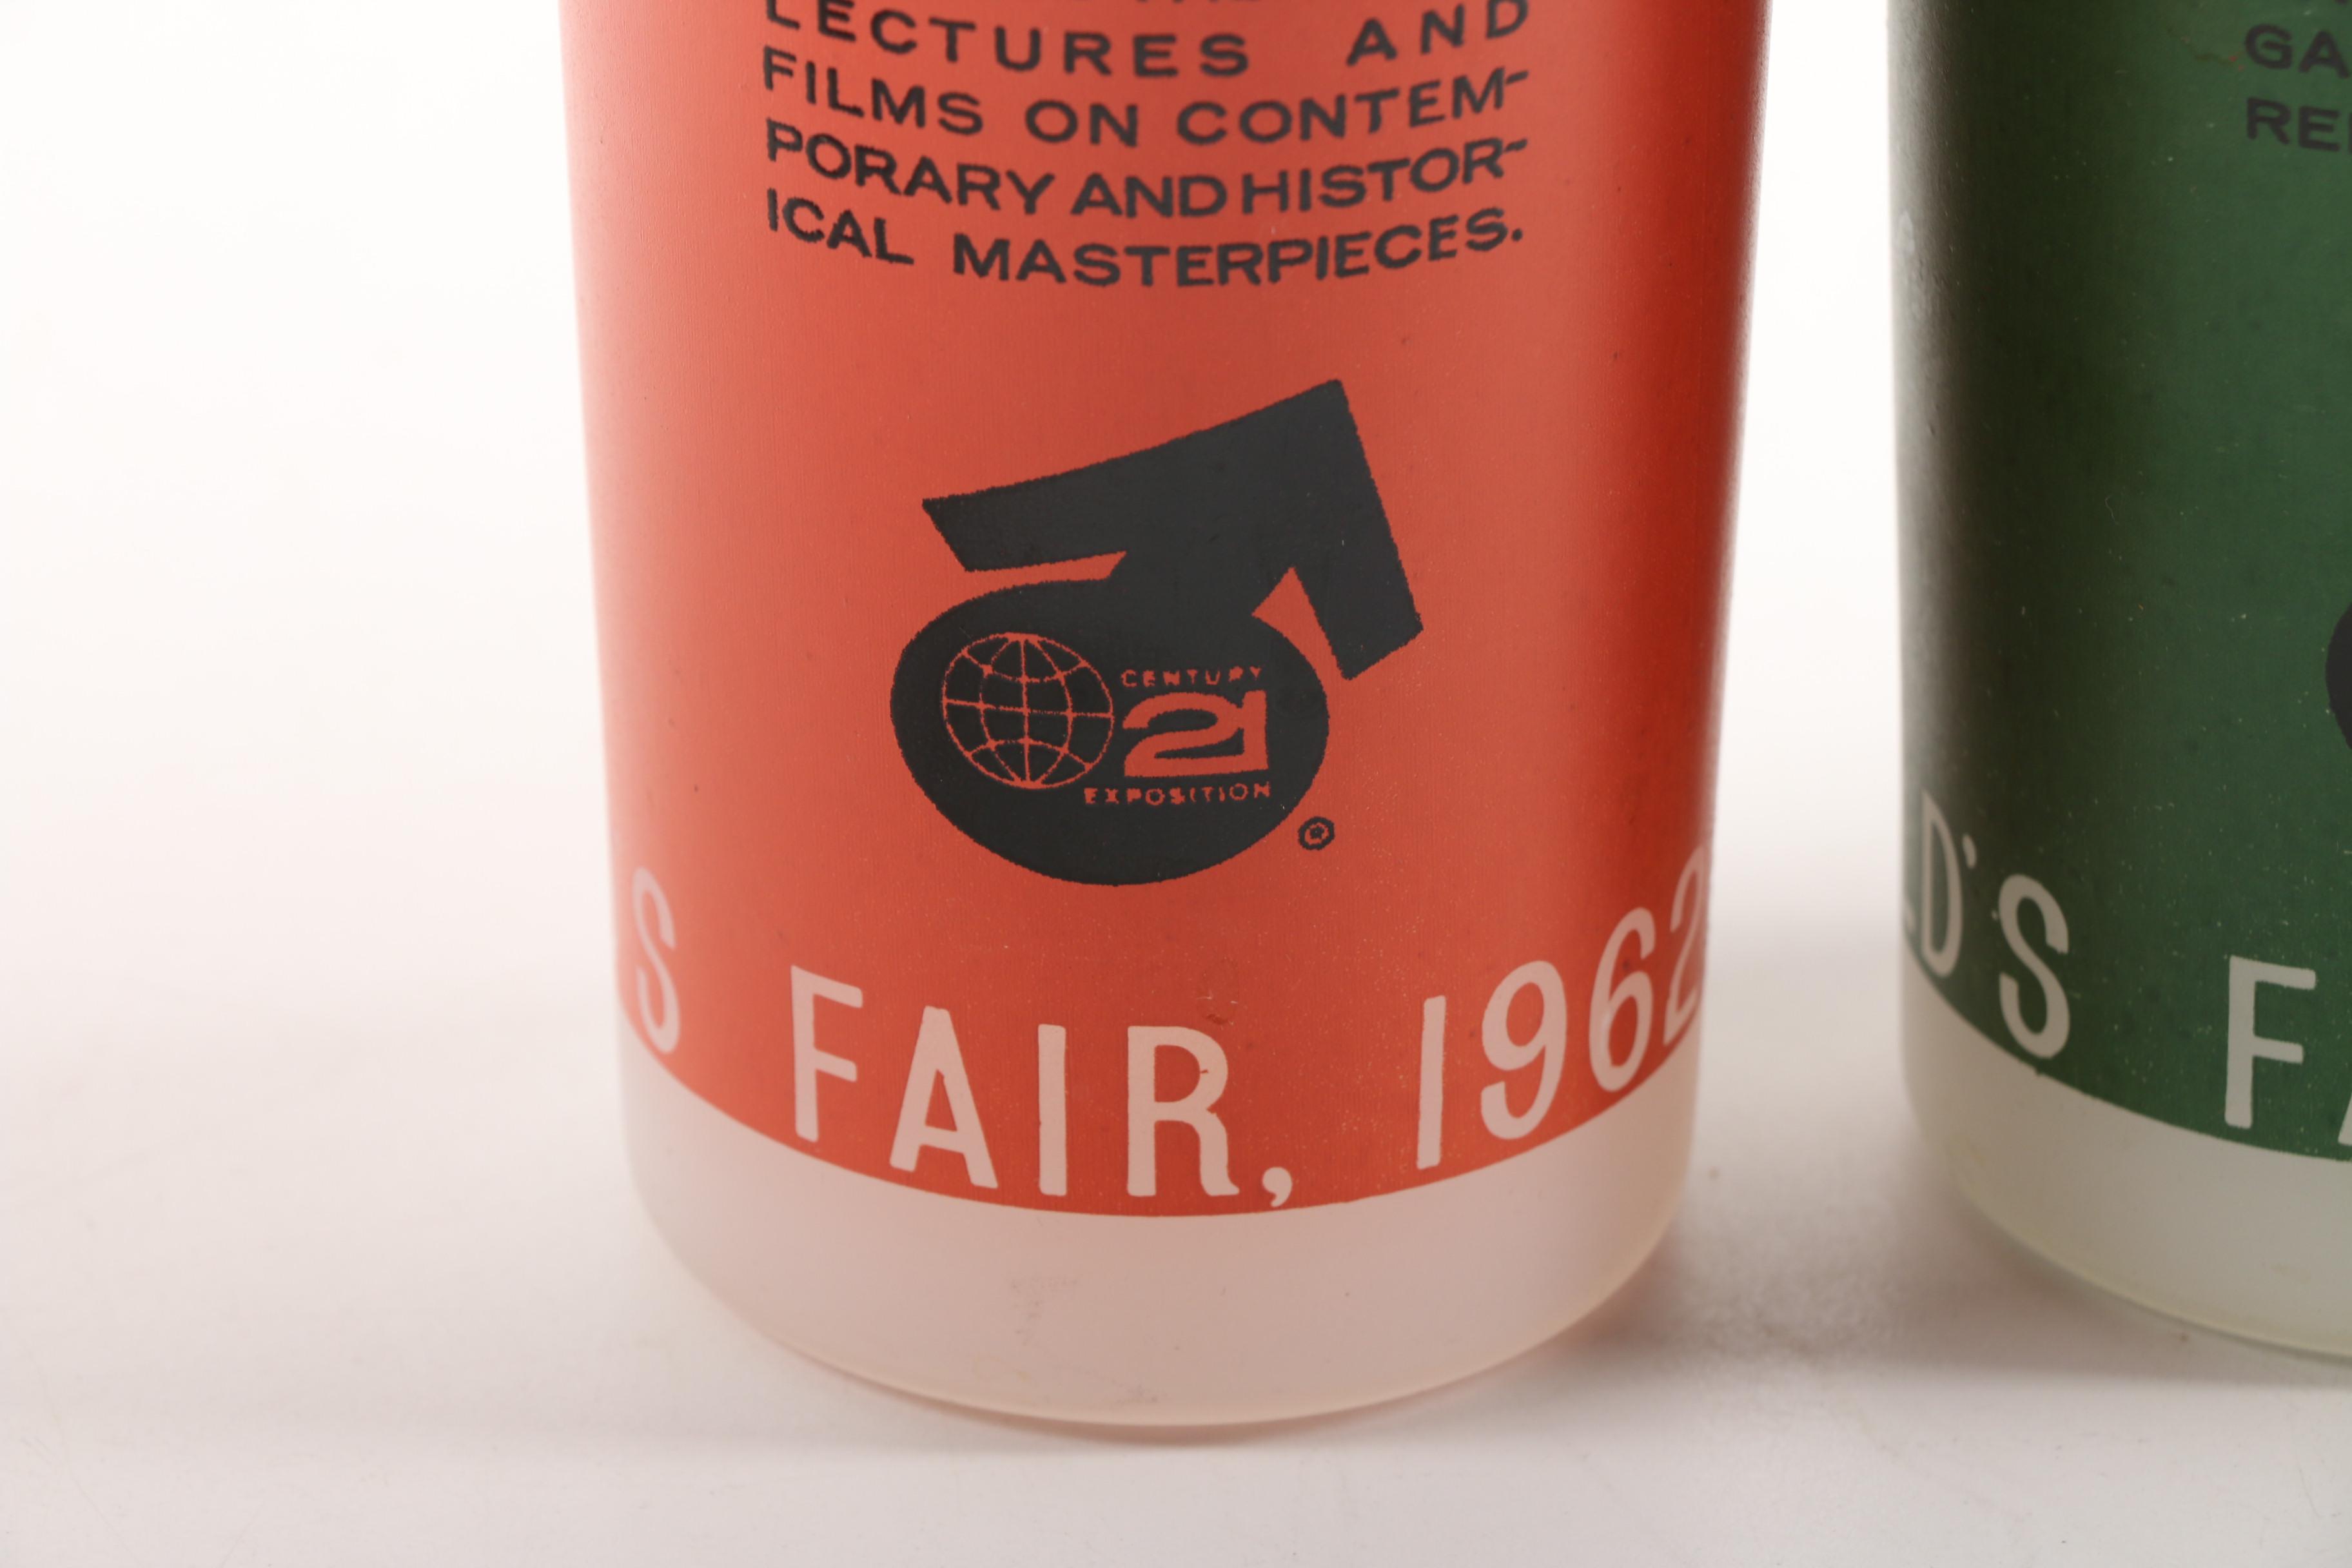 LECTURES AND
FILMS ON CONTEM-
PORARY AND HISTOR-
ICAL MASTERPIECES.
CENTURY
21
EXPOSITION
©
S FAIR, 1962
GA
RE
D'S F